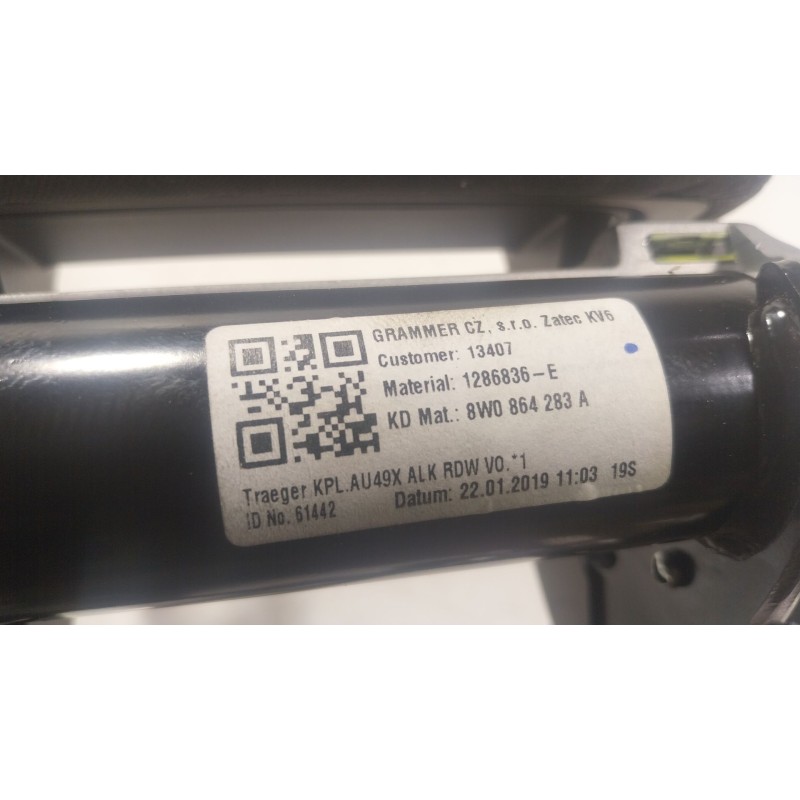 GRAMMER CZ, s.r.o. Zatec KV6
Customer: 13407
Material: 1286836-E
KD Mat.: 8W0 864 283 A
Traeger KPL.AU49X ALK RDW V0.*1
ID No. 61442
Datum: 22.01.2019 11:03 19S